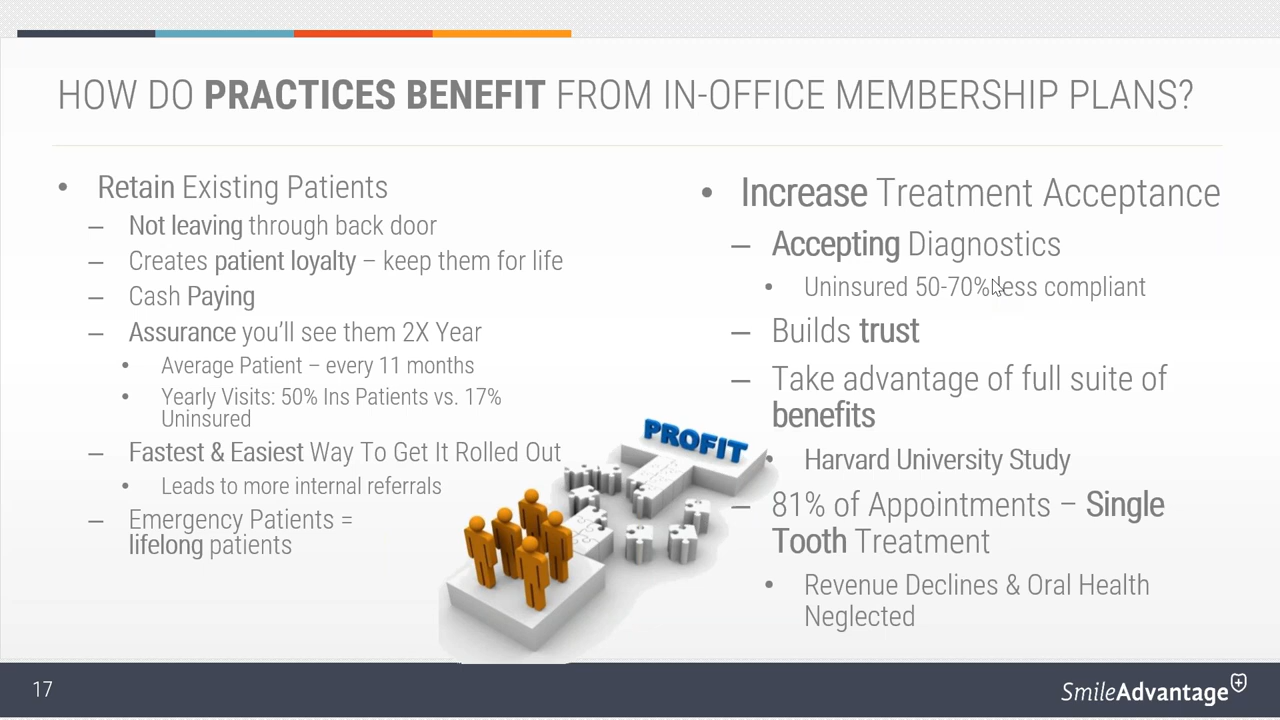 HOW DO PRACTICES BENEFIT FROM IN-OFFICE MEMBERSHIP PLANS?
• Retain Existing Patients
– Not leaving through back door
– Creates patient loyalty – keep them for life
– Cash Paying
– Assurance you'll see them 2X Year
• Average Patient – every 11 months
• Yearly Visits: 50% Ins Patients vs. 17%
Uninsured
– Fastest & Easiest Way To Get It Rolled Out
• Leads to more internal referrals
– Emergency Patients =
lifelong patients
PROFIT
• Increase Treatment Acceptance
– Accepting Diagnostics
• Uninsured 50-70% less compliant
– Builds trust
– Take advantage of full suite of
benefits
• Harvard University Study
– 81% of Appointments – Single
Tooth Treatment
• Revenue Declines & Oral Health
Neglected
17
SmileAdvantage